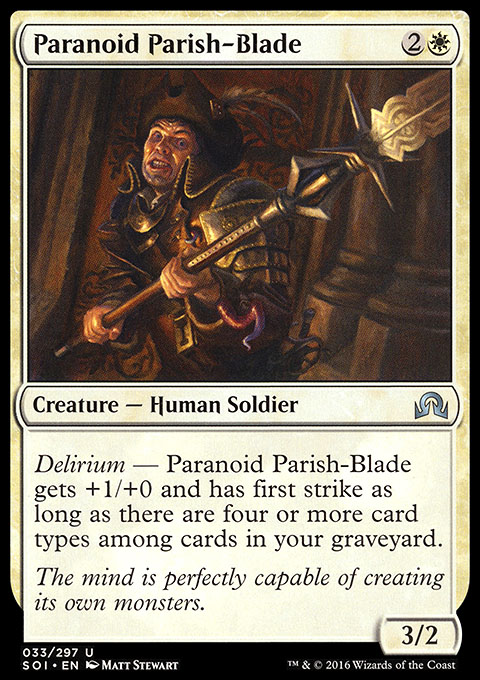 Paranoid Parish-Blade 2
Creature — Human Soldier
Delirium — Paranoid Parish-Blade
gets +1/+0 and has first strike as
long as there are four or more card
types among cards in your graveyard.
The mind is perfectly capable of creating
its own monsters.
3/2
033/297 U
SOI • EN Matt Stewart
™ & © 2016 Wizards of the Coast